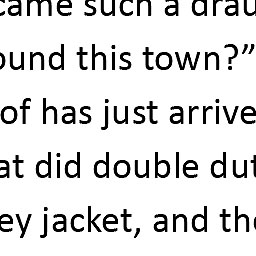 came such a drau
ound this town?”
of has just arrive
at did double dut
ey jacket, and the